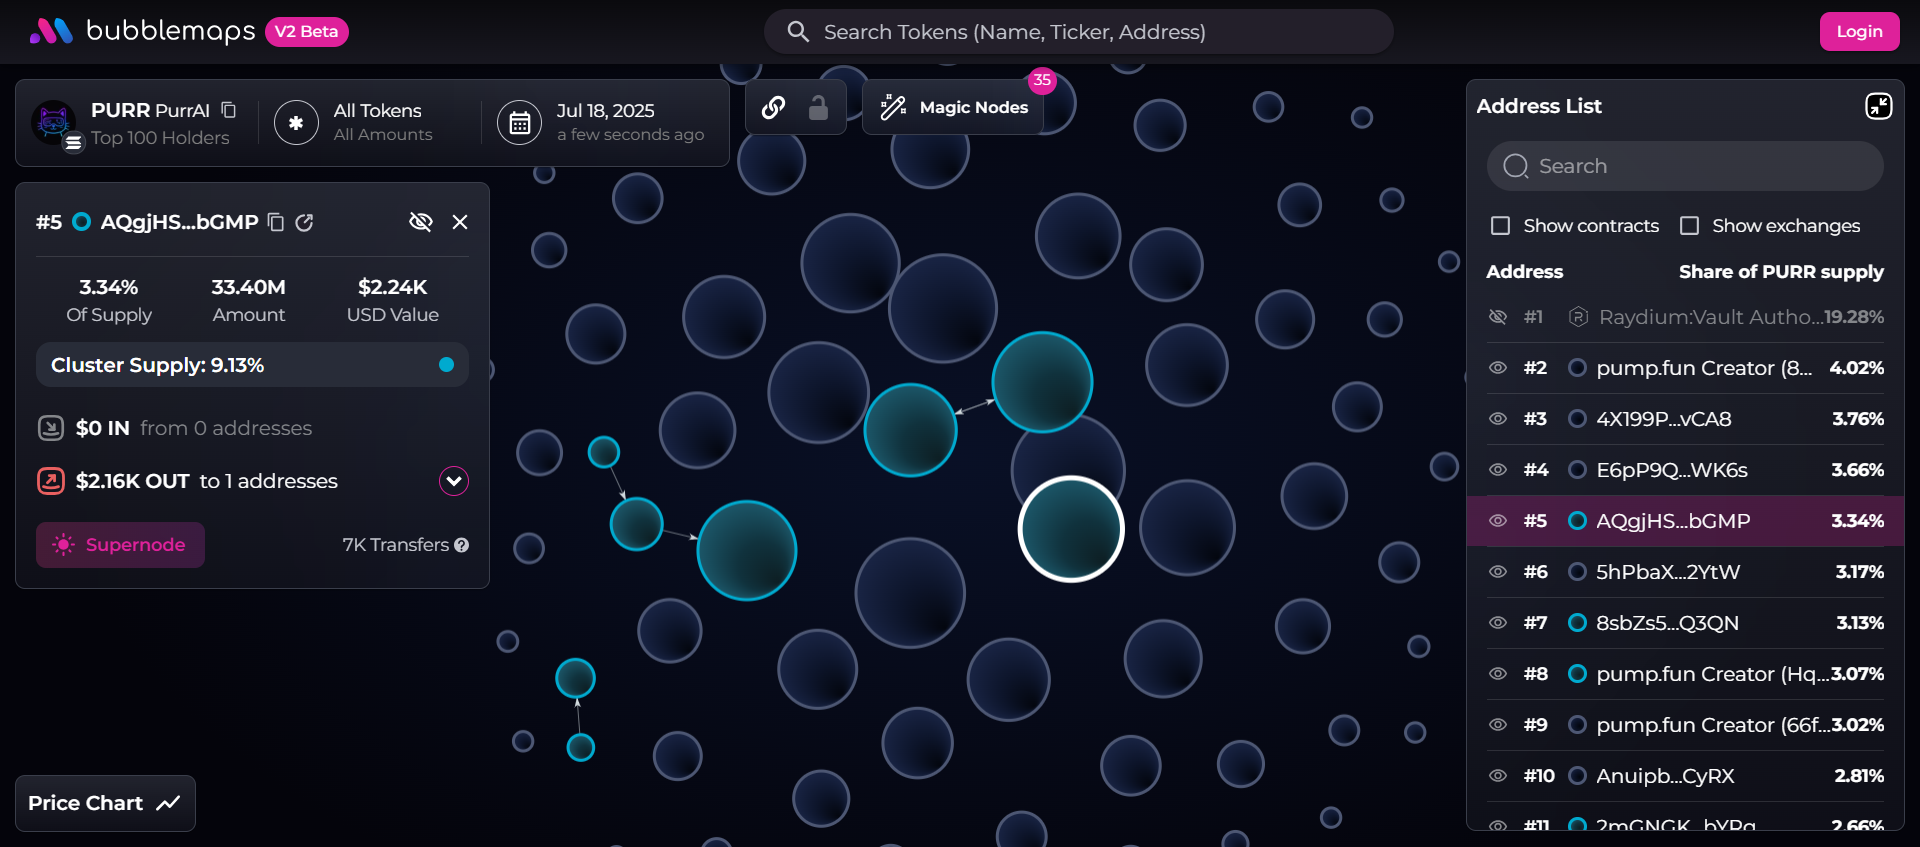 bubblemaps V2 Beta
Search Tokens (Name, Ticker, Address)
Login
PURR PurrAI
Top 100 Holders
All Tokens
All Amounts
Jul 18, 2025
a few seconds ago
Magic Nodes
35
#5 AQgjHS...bGMP
3.34%
Of Supply
33.40M
Amount
$2.24K
USD Value
Cluster Supply: 9.13%
$0 IN from 0 addresses
$2.16K OUT to 1 addresses
Supernode
7K Transfers
Price Chart
Address List
Search
Show contracts
Show exchanges
Address Share of PURR supply
#1 Raydium:Vault Autho... 19.28%
#2 pump.fun Creator (8... 4.02%
#3 4X199P...vCA8 3.76%
#4 E6pP9Q...WK6s 3.66%
#5 AQgjHS...bGMP 3.34%
#6 5hPbaX...2YtW 3.17%
#7 8sbZs5...Q3QN 3.13%
#8 pump.fun Creator (Hq... 3.07%
#9 pump.fun Creator (66f... 3.02%
#10 Anuipb...CyRX 2.81%
#11 2mGNGK...bYRq 2.66%